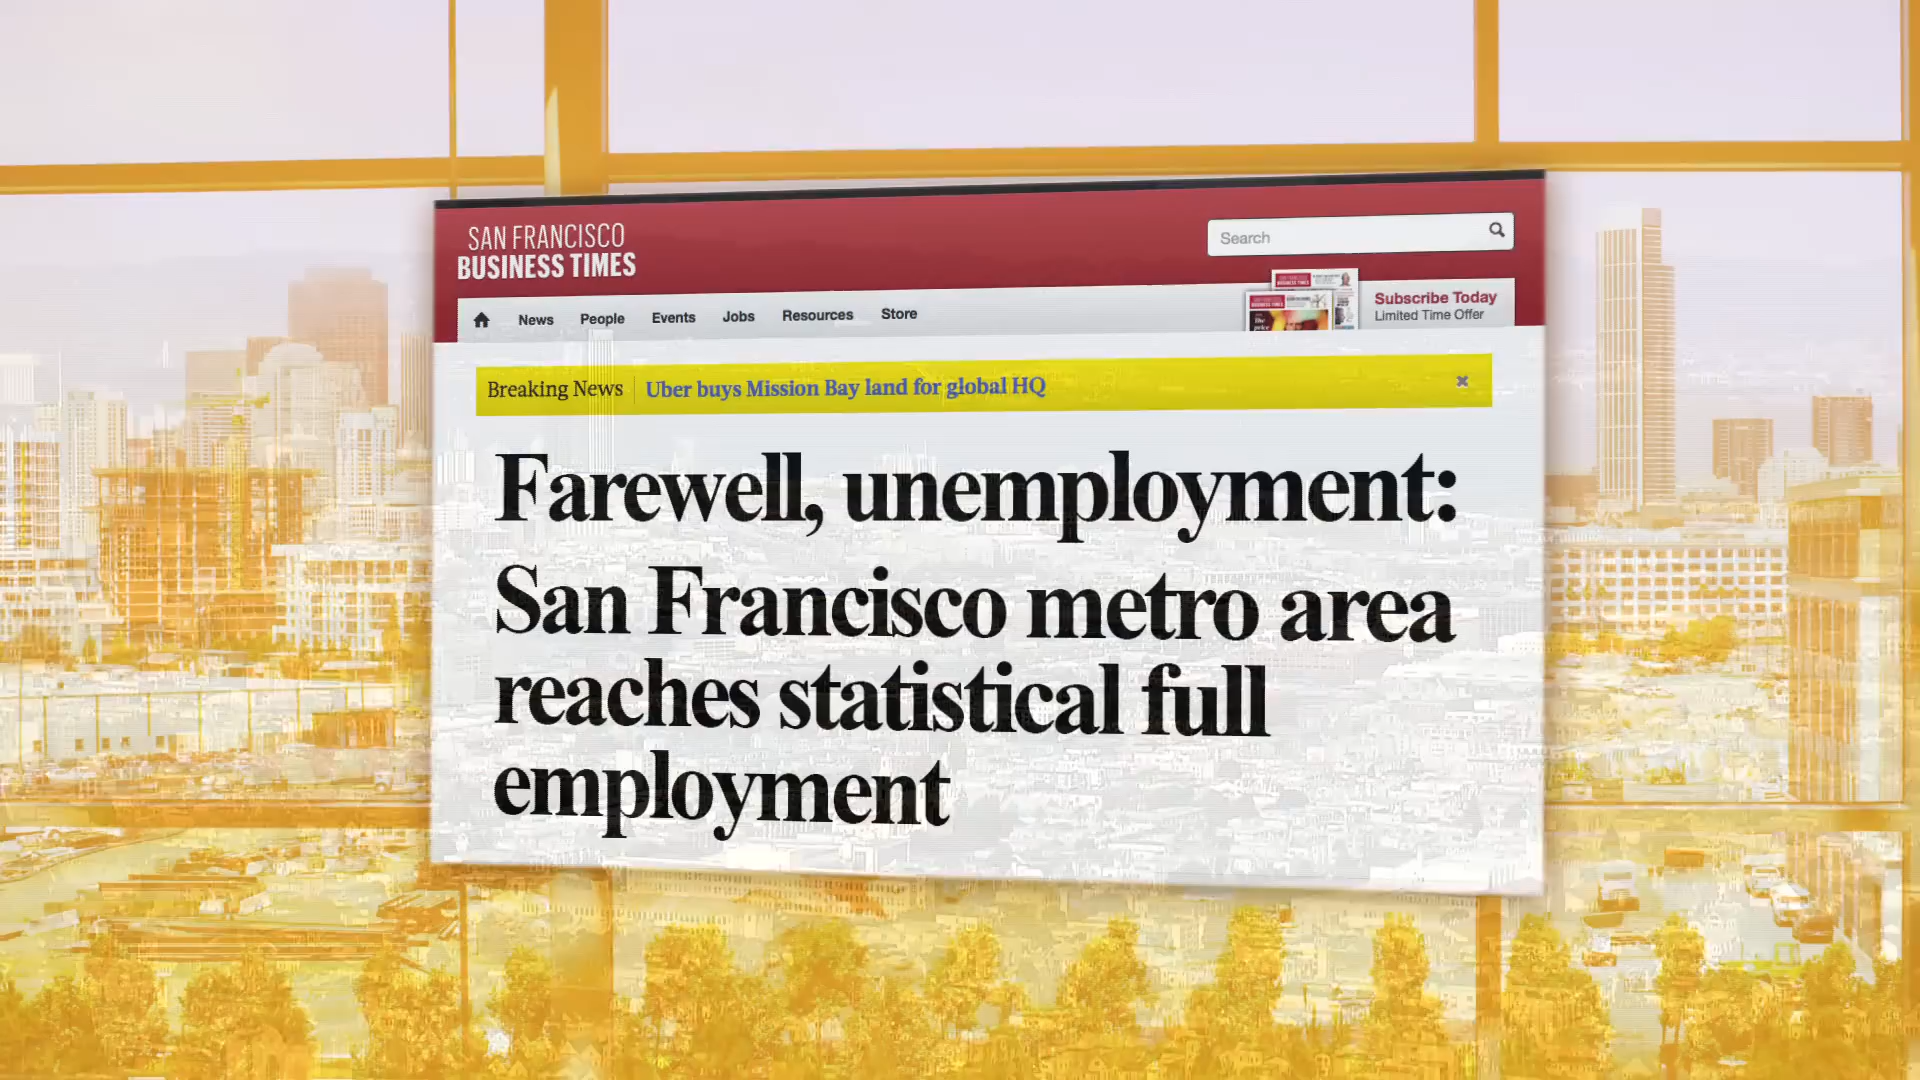 SAN FRANCISCO
BUSINESS TIMES
Search
News People Events Jobs Resources Store
Subscribe Today
Limited Time Offer
Breaking News Uber buys Mission Bay land for global HQ
Farewell, unemployment:
San Francisco metro area
reaches statistical full
employment